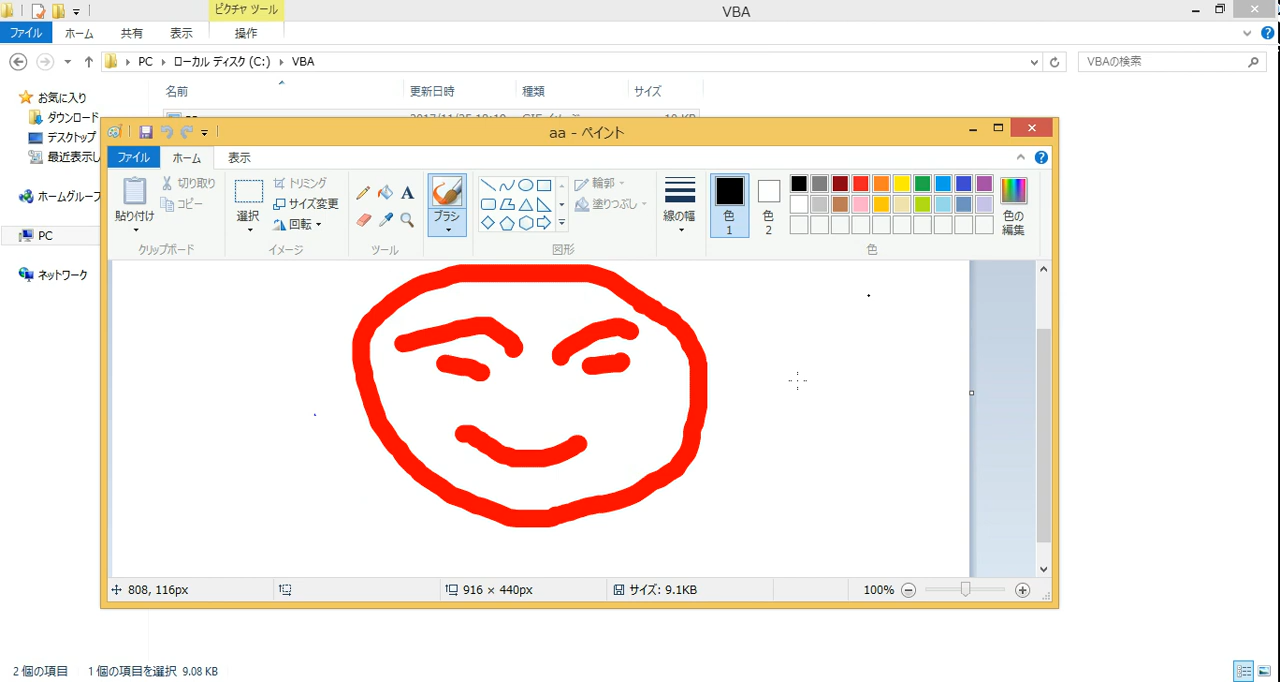 ピクチャ ツール
VBA
ファイル ホーム 共有 表示 操作
PC ローカル ディスク (C:) VBA
VBAの検索
名前 更新日時 種類 サイズ
お気に入り
ダウンロード
デスクトップ
最近表示し
ホームグループ
PC
ネットワーク
aa - ペイント
ファイル ホーム 表示
貼り付け
切り取り
コピー
クリップボード
選択
トリミング
サイズ変更
回転
イメージ
A
ツール
ブラシ
輪郭
塗りつぶし
図形
線の幅
色
1
色
2
色の
編集
色
808, 116px
916 × 440px
サイズ: 9.1KB
100%
2 個の項目 1 個の項目を選択 9.08 KB